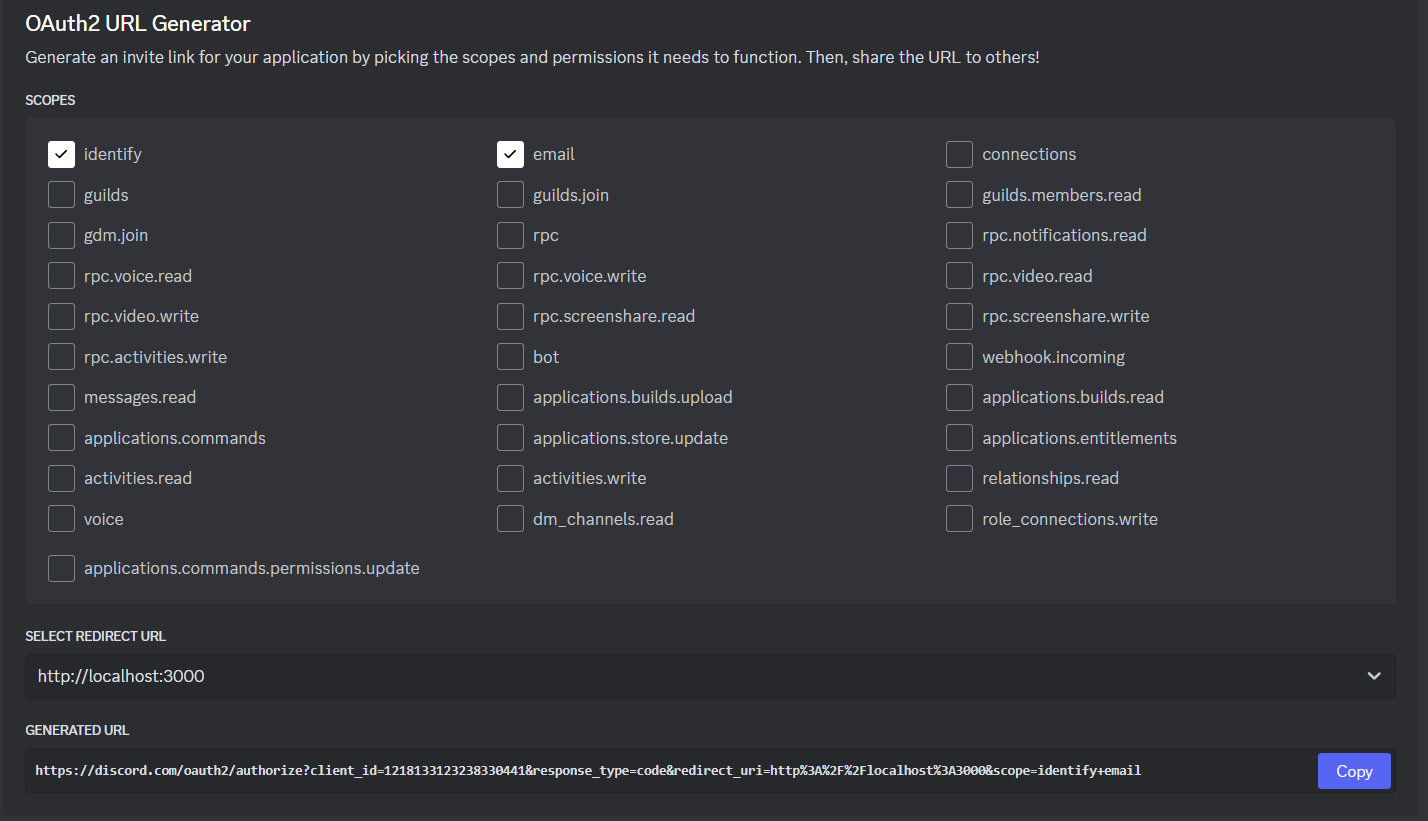 OAuth2 URL Generator
Generate an invite link for your application by picking the scopes and permissions it needs to function. Then, share the URL to others!
SCOPES
identify
email
connections
guilds
guilds.join
guilds.members.read
gdm.join
rpc
rpc.notifications.read
rpc.voice.read
rpc.voice.write
rpc.video.read
rpc.video.write
rpc.screenshare.read
rpc.screenshare.write
rpc.activities.write
bot
webhook.incoming
messages.read
applications.builds.upload
applications.builds.read
applications.commands
applications.store.update
applications.entitlements
activities.read
activities.write
relationships.read
voice
dm_channels.read
role_connections.write
applications.commands.permissions.update
SELECT REDIRECT URL
http://localhost:3000
GENERATED URL
https://discord.com/oauth2/authorize?client_id=1218133123238330441&response_type=code&redirect_uri=http%3A%2F%2Flocalhost%3A3000&scope=identify+email
Copy